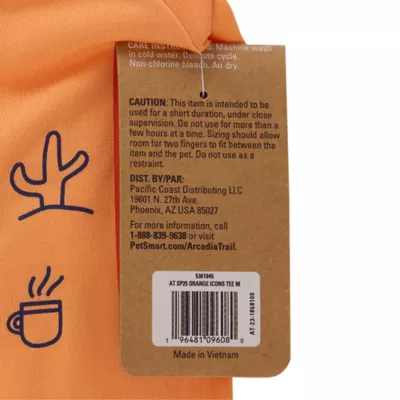 CARE INSTRUCTIONS: Machine wash
in cold water. Delicate cycle.
Non-chlorine bleach. Air dry.
CAUTION: This item is intended to be
used for a short duration, under close
supervision. Do not use for more than a
few hours at a time. Sizing should allow
room for two fingers to fit between the
item and the pet. Do not use as a
restraint.
DIST. BY/PAR:
Pacific Coast Distributing LLC
19601 N. 27th Ave.
Phoenix, AZ USA 85027
For more information, call
1-888-839-9638 or visit
PetSmart.com/ArcadiaTrail.
5361045
AT SP25 ORANGE ICONS TEE M
1 96481 09608 0
AT-23-1868100
Made in Vietnam